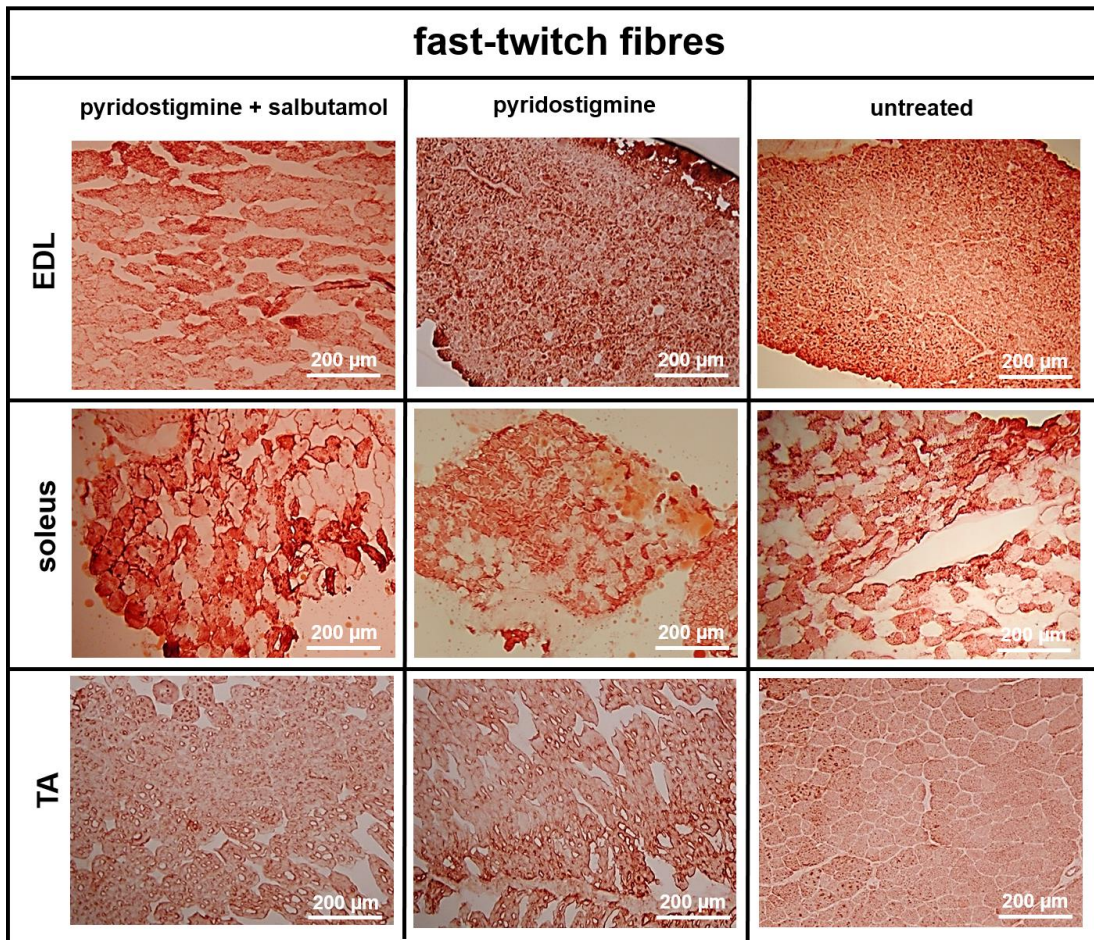 fast-twitch fibres
pyridostigmine + salbutamol
pyridostigmine
untreated
EDL
200 µm
200 µm
200 µm
soleus
200 µm
200 µm
200 µm
TA
200 µm
200 µm
200 µm